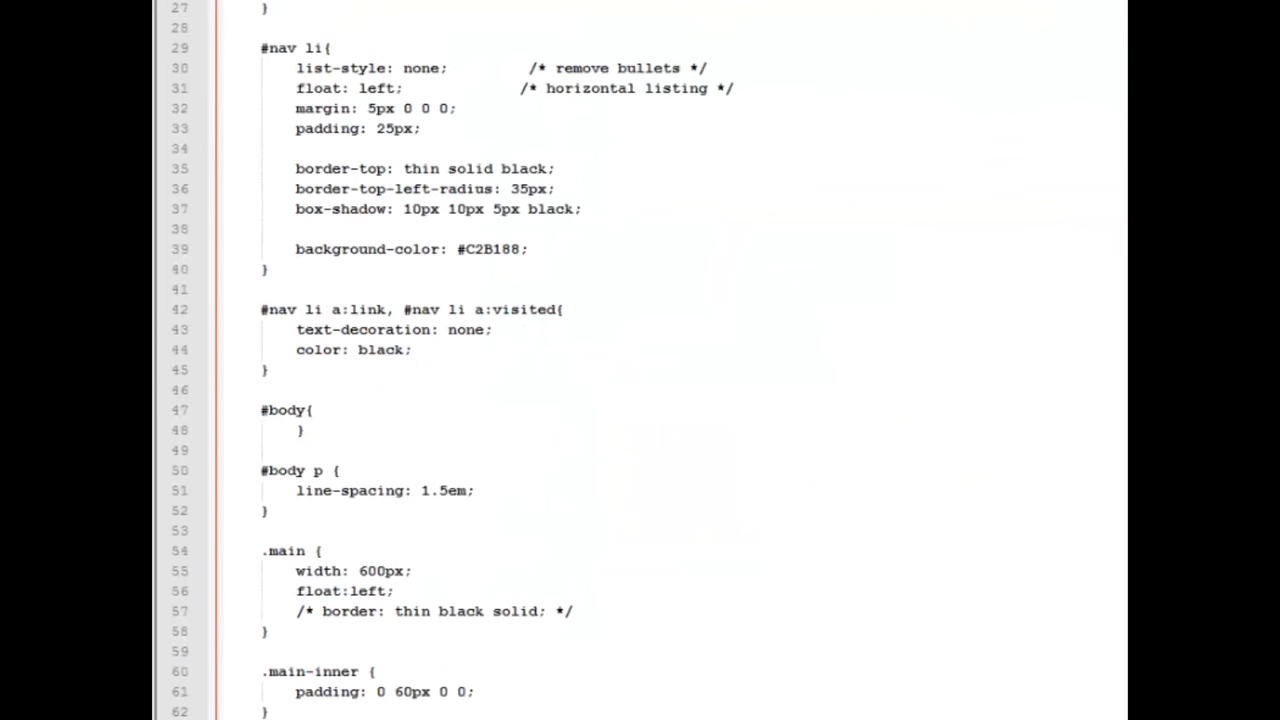 27 }
28
29 #nav li{
30 list-style: none; /* remove bullets */
31 float: left; /* horizontal listing */
32 margin: 5px 0 0 0;
33 padding: 25px;
34
35 border-top: thin solid black;
36 border-top-left-radius: 35px;
37 box-shadow: 10px 10px 5px black;
38
39 background-color: #C2B188;
40 }
41
42 #nav li a:link, #nav li a:visited{
43 text-decoration: none;
44 color: black;
45 }
46
47 #body{
48 }
49
50 #body p {
51 line-spacing: 1.5em;
52 }
53
54 .main {
55 width: 600px;
56 float:left;
57 /* border: thin black solid; */
58 }
59
60 .main-inner {
61 padding: 0 60px 0 0;
62 }